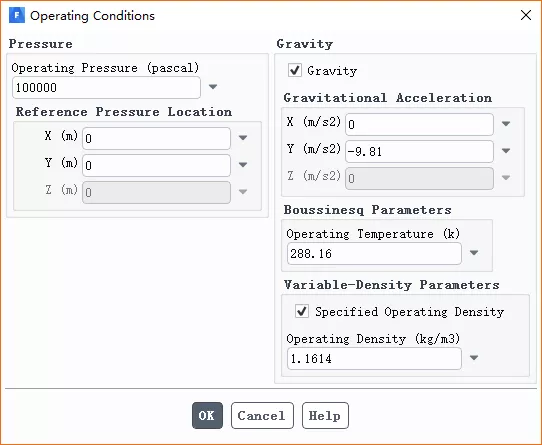 Operating Conditions
Pressure
Operating Pressure (pascal)
100000
Reference Pressure Location
X (m) 0
Y (m) 0
Z (m) 0
Gravity
Gravity
Gravitational Acceleration
X (m/s2) 0
Y (m/s2) -9.81
Z (m/s2) 0
Boussinesq Parameters
Operating Temperature (k)
288.16
Variable-Density Parameters
Specified Operating Density
Operating Density (kg/m3)
1.1614
OK Cancel Help